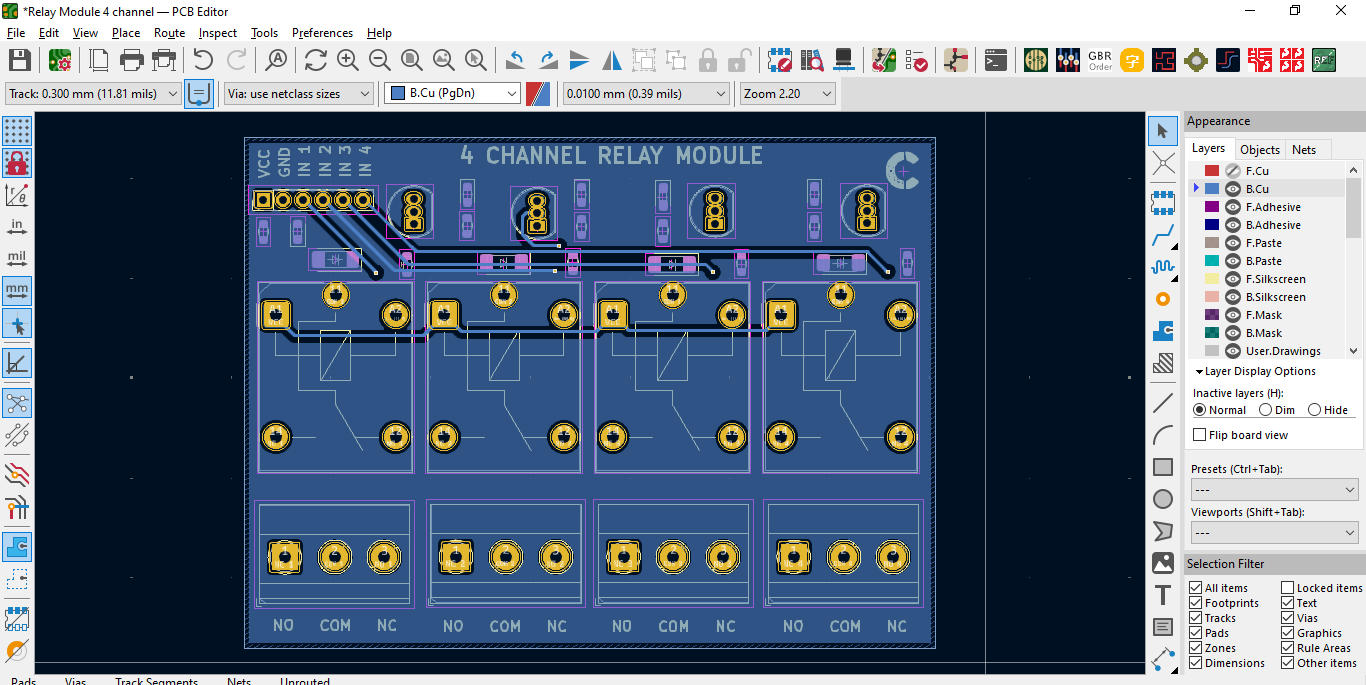 *Relay Module 4 channel — PCB Editor
File Edit View Place Route Inspect Tools Preferences Help
GBR
Order
Track: 0.300 mm (11.81 mils)
Via: use netclass sizes
B.Cu (PgDn)
0.0100 mm (0.39 mils)
Zoom 2.20
in
mil
mm
Appearance
Layers Objects Nets
F.Cu
B.Cu
F.Adhesive
B.Adhesive
F.Paste
B.Paste
F.Silkscreen
B.Silkscreen
F.Mask
B.Mask
User.Drawings
Layer Display Options
Inactive layers (H):
Normal Dim Hide
Flip board view
Presets (Ctrl+Tab):
---
Viewports (Shift+Tab):
---
Selection Filter
All items Locked items
Footprints Text
Tracks Vias
Pads Graphics
Zones Rule Areas
Dimensions Other items
VCC
GND
IN 1
IN 2
IN 3
IN 4
4 CHANNEL RELAY MODULE
NO COM NC NO COM NC NO COM NC NO COM NC
Pads Vias Track Segments Nets Unrouted